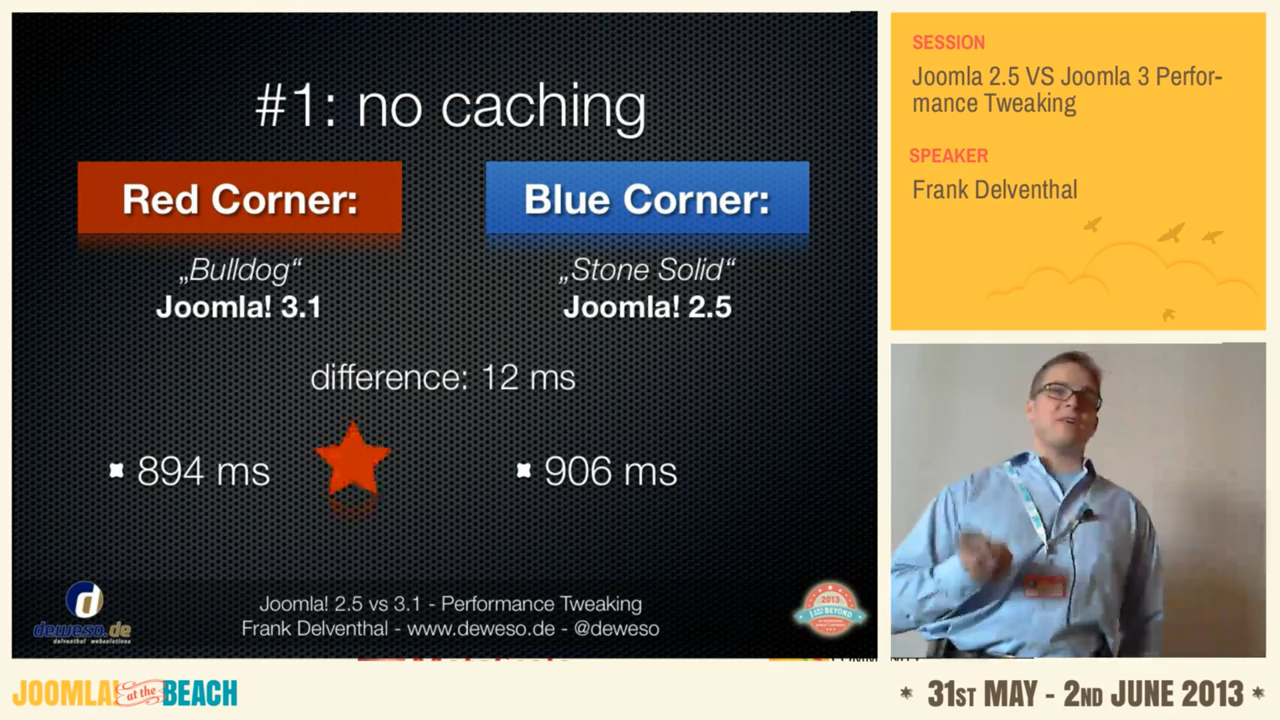 #1: no caching
Red Corner:
Blue Corner:
„Bulldog“
Joomla! 3.1
„Stone Solid“
Joomla! 2.5
difference: 12 ms
894 ms
906 ms
deweso.de
Joomla! 2.5 vs 3.1 - Performance Tweaking
Frank Delventhal - www.deweso.de - @deweso
2013
SESSION
Joomla 2.5 VS Joomla 3 Perfor-
mance Tweaking
SPEAKER
Frank Delventhal
JOOMLA! at the BEACH
* 31ST MAY - 2ND JUNE 2013 *